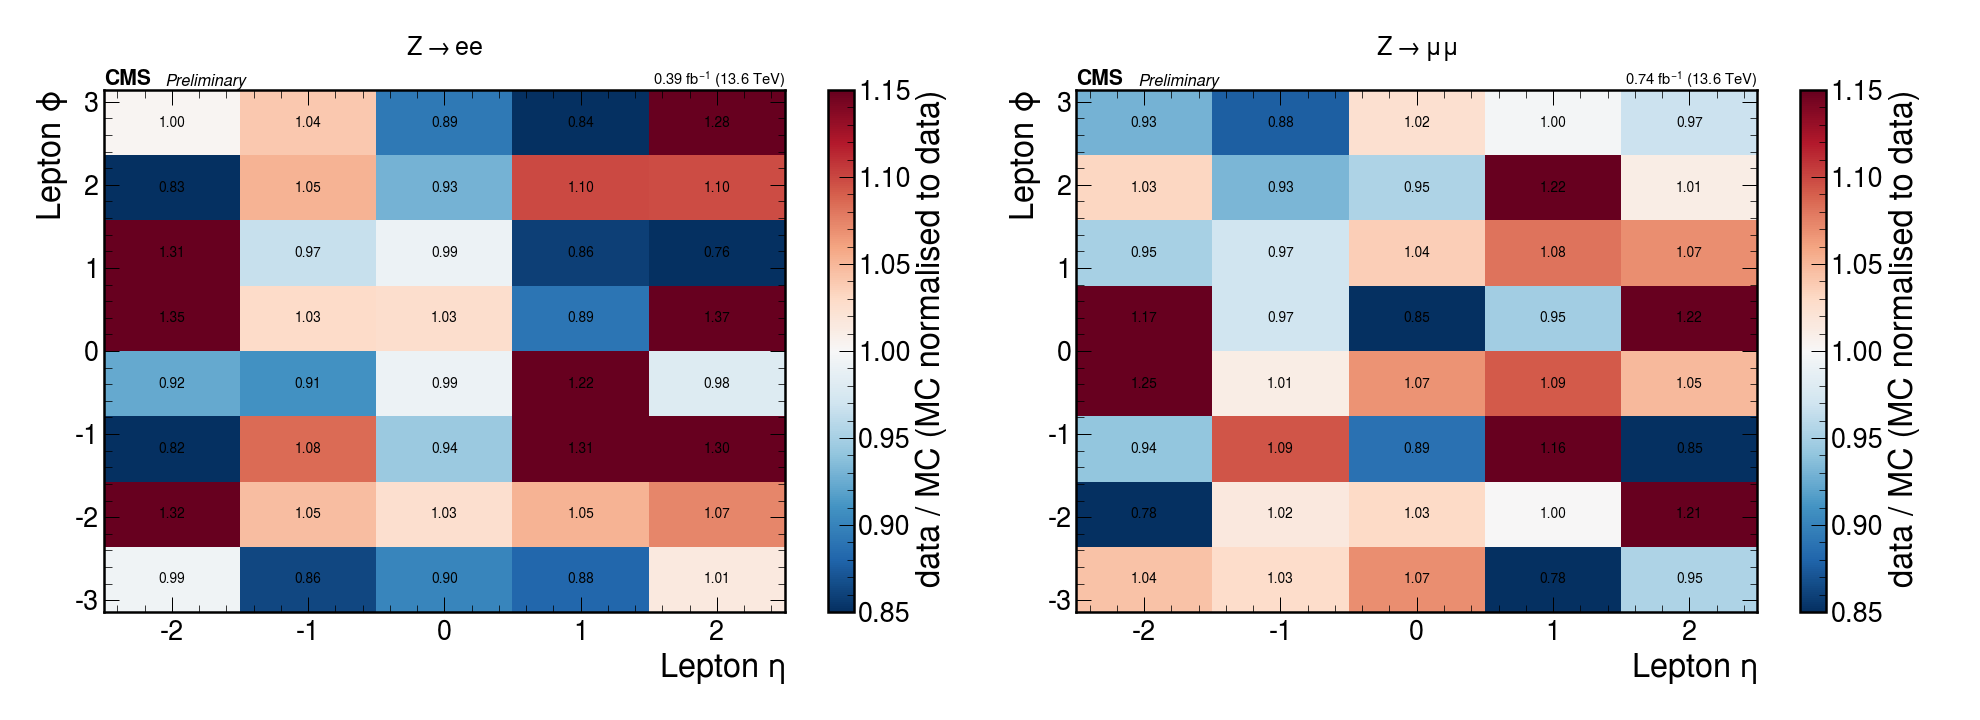 Z → ee
CMS Preliminary 0.39 fb⁻¹ (13.6 TeV)
Lepton ϕ
3
2
1
0
-1
-2
-3
1.00 1.04 0.89 0.84 1.28
0.83 1.05 0.93 1.10 1.10
1.31 0.97 0.99 0.86 0.76
1.35 1.03 1.03 0.89 1.37
0.92 0.91 0.99 1.22 0.98
0.82 1.08 0.94 1.31 1.30
1.32 1.05 1.03 1.05 1.07
0.99 0.86 0.90 0.88 1.01
-2 -1 0 1 2
Lepton η
1.15
1.10
1.05
1.00
0.95
0.90
0.85
data / MC (MC normalised to data)
Z → μμ
CMS Preliminary 0.74 fb⁻¹ (13.6 TeV)
Lepton ϕ
3
2
1
0
-1
-2
-3
0.93 0.88 1.02 1.00 0.97
1.03 0.93 0.95 1.22 1.01
0.95 0.97 1.04 1.08 1.07
1.17 0.97 0.85 0.95 1.22
1.25 1.01 1.07 1.09 1.05
0.94 1.09 0.89 1.16 0.85
0.78 1.02 1.03 1.00 1.21
1.04 1.03 1.07 0.78 0.95
-2 -1 0 1 2
Lepton η
1.15
1.10
1.05
1.00
0.95
0.90
0.85
data / MC (MC normalised to data)